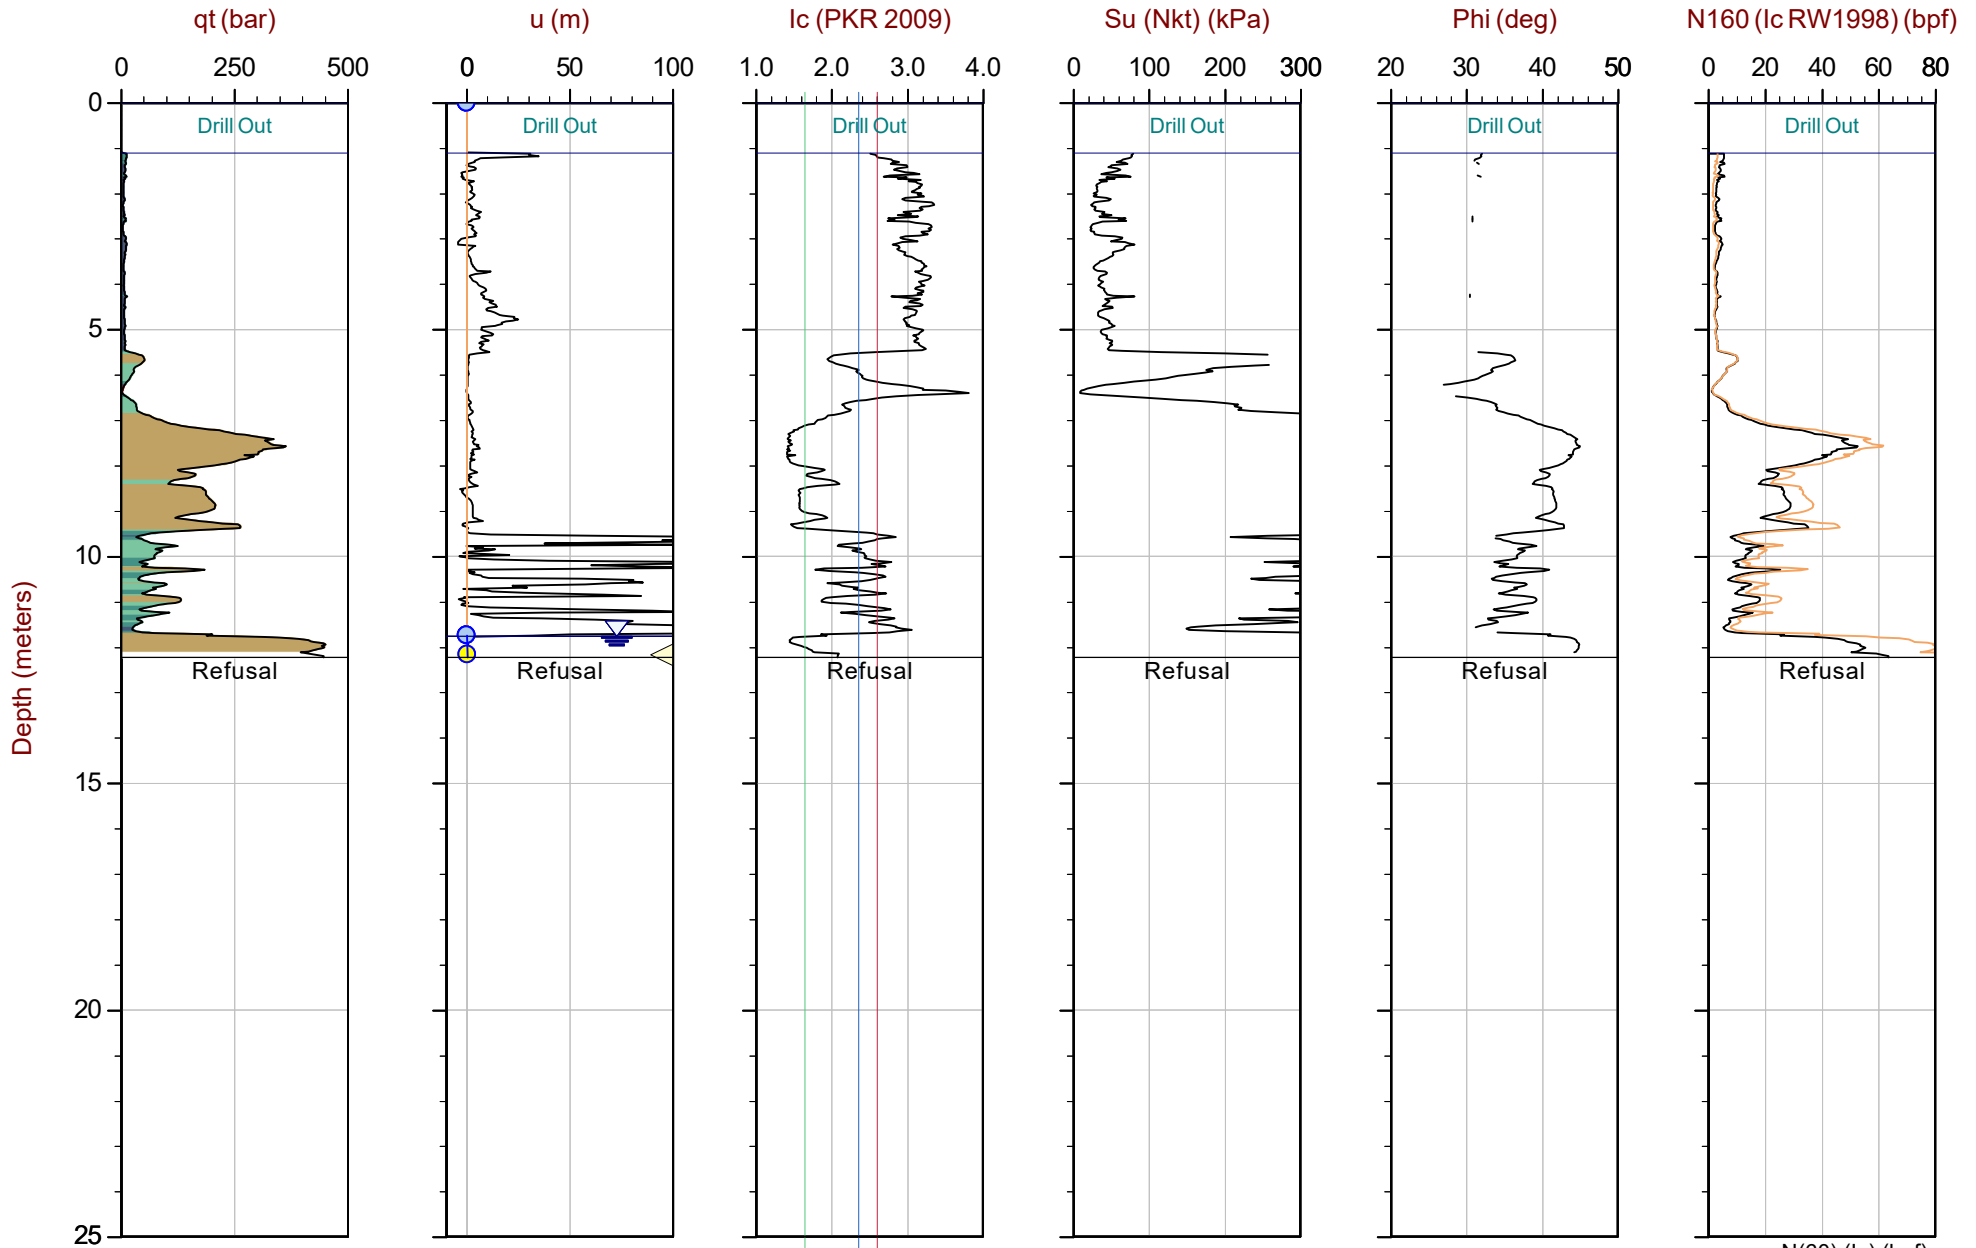 qt (bar) u (m) Ic (PKR 2009) Su (Nkt) (kPa) Phi (deg) N160 (Ic RW1998) (bpf)
0 250 500 0 50 100 1.0 2.0 3.0 4.0 0 100 200 300 20 30 40 50 0 20 40 60 80
0
Drill Out Drill Out Drill Out Drill Out Drill Out Drill Out
5
10
Refusal Refusal Refusal Refusal Refusal Refusal
Depth (meters)
15
20
25